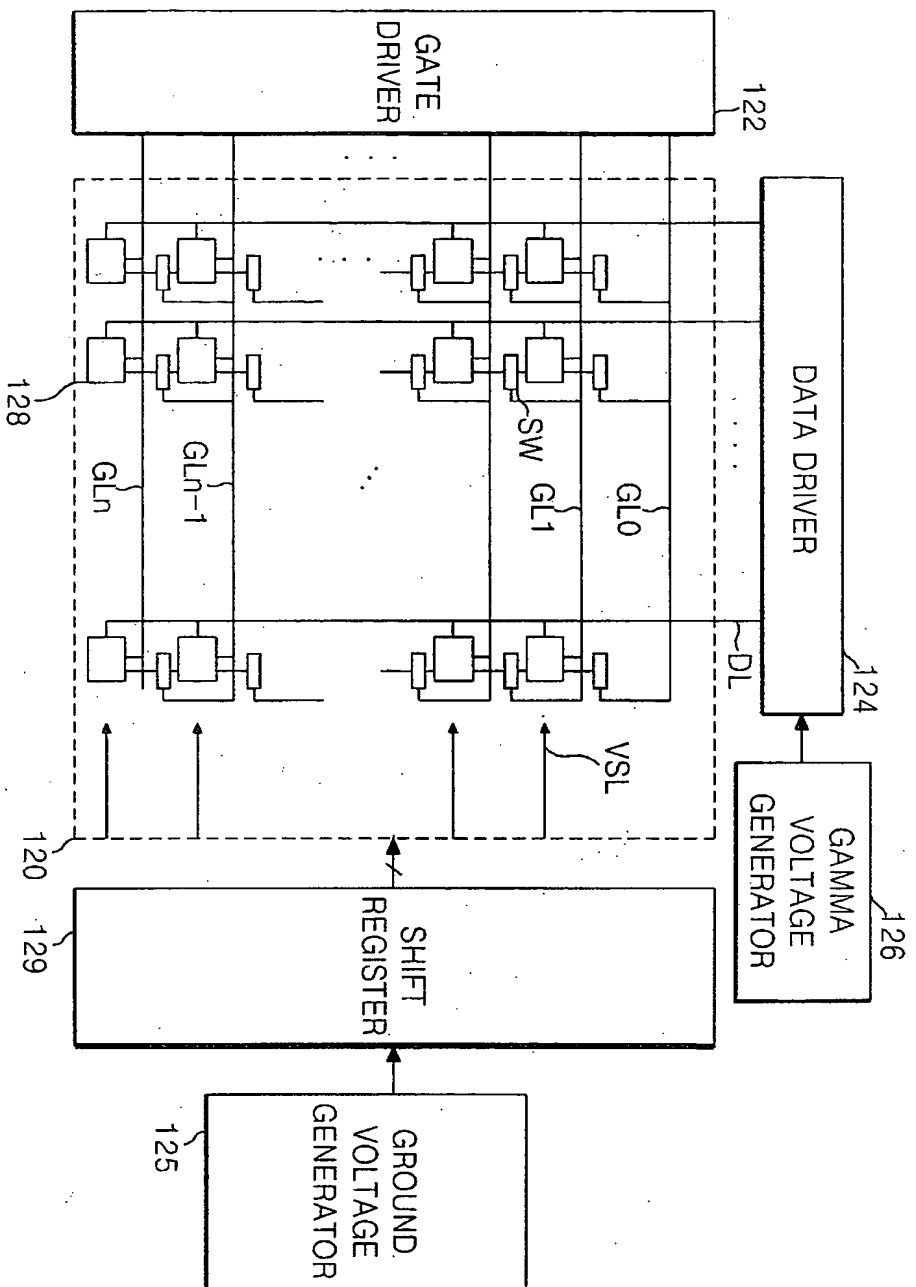 126
GAMMA
VOLTAGE
GENERATOR
124
DATA DRIVER
122
GATE
DRIVER
DL
GL0
GL1
SW
VSL
GLn-1
GLn
128
120
SHIFT
REGISTER
129
GROUND
VOLTAGE
GENERATOR
125